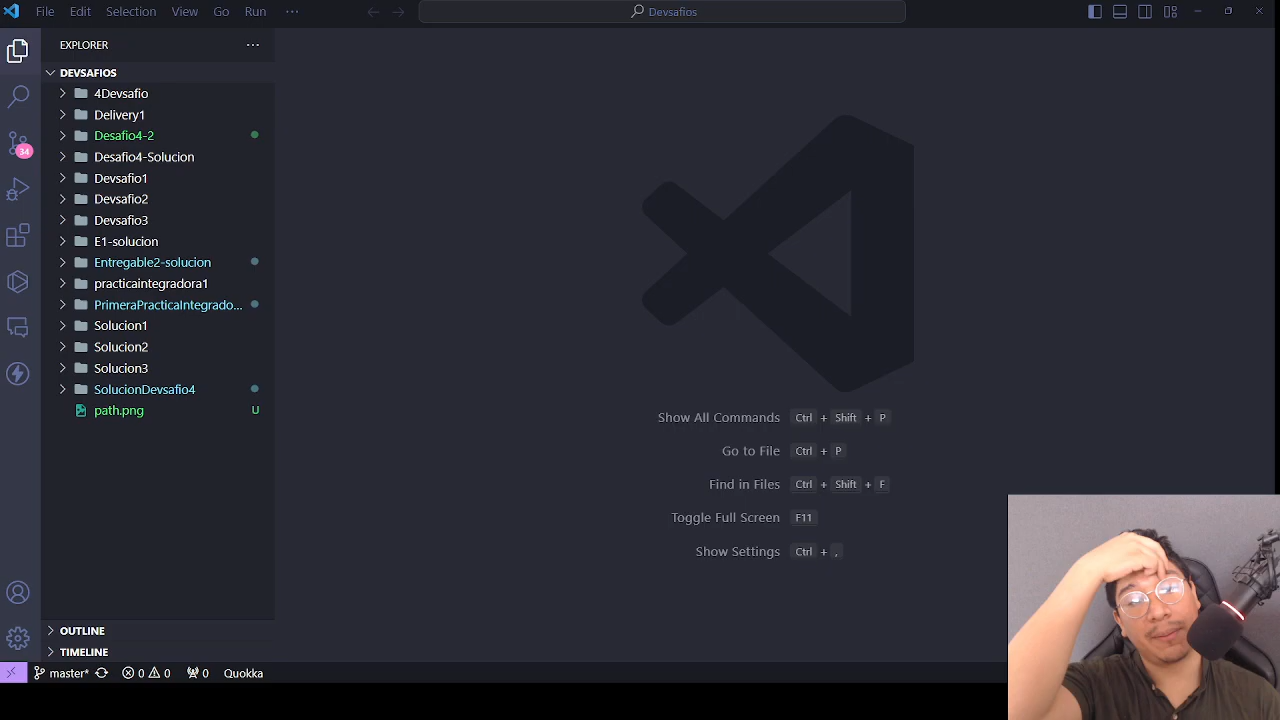 File Edit Selection View Go Run ···
Devsafios
EXPLORER ···
DEVSAFIOS
4Devsafio
Delivery1
Desafio4-2
Desafio4-Solucion
Devsafio1
Devsafio2
Devsafio3
E1-solucion
Entregable2-solucion
practicaintegradora1
PrimeraPracticaIntegrado...
Solucion1
Solucion2
Solucion3
SolucionDevsafio4
path.png U
34
Show All Commands Ctrl + Shift + P
Go to File Ctrl + P
Find in Files Ctrl + Shift + F
Toggle Full Screen F11
Show Settings Ctrl + ,
OUTLINE
TIMELINE
master* 0 0 0 Quokka